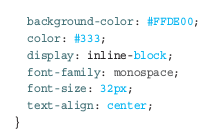 background-color: #FFDE00;
color: #333;
display: inline-block;
font-family: monospace;
font-size: 32px;
text-align: center;
}